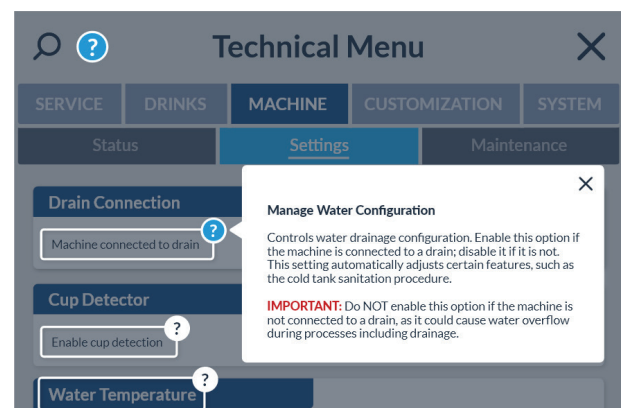 ? Technical Menu
SERVICE DRINKS MACHINE CUSTOMIZATION SYSTEM
Status Settings Maintenance
Drain Connection
Machine connected to drain ?
Manage Water Configuration
Controls water drainage configuration. Enable this option if
the machine is connected to a drain; disable it if it is not.
This setting automatically adjusts certain features, such as
the cold tank sanitation procedure.
IMPORTANT: Do NOT enable this option if the machine is
not connected to a drain, as it could cause water overflow
during processes including drainage.
Cup Detector
Enable cup detection ?
Water Temperature ?